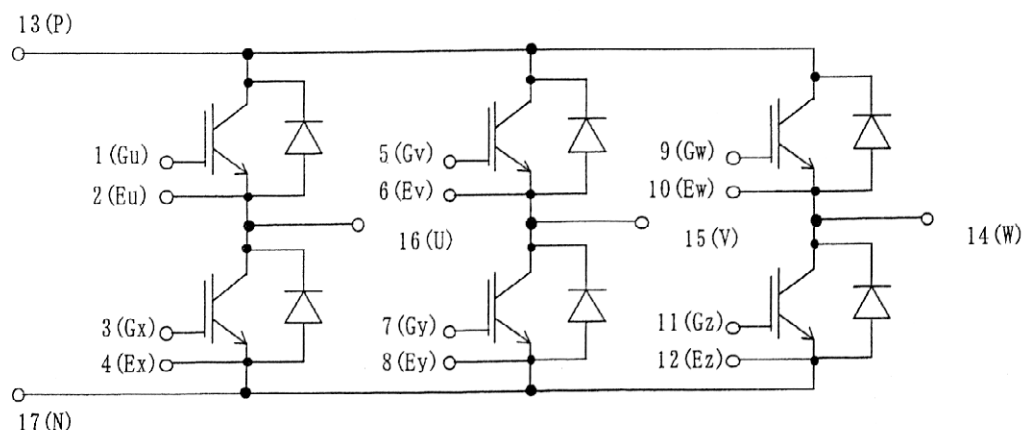 13(P)
1(Gu)
5(Gv)
9(Gw)
2(Eu)
6(Ev)
10(Ew)
16(U)
15(V)
14(W)
3(Gx)
7(Gy)
11(Gz)
4(Ex)
8(Ey)
12(Ez)
17(N)